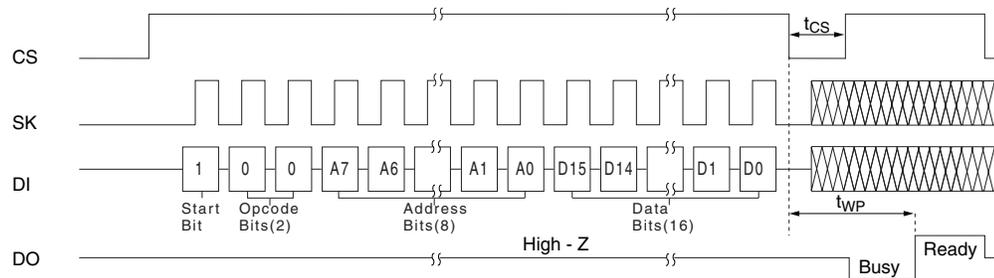 CS
tCS
SK
DI
1 0 0 A7 A6 A1 A0 D15 D14 D1 D0
Start
Bit
Opcode
Bits(2)
Address
Bits(8)
Data
Bits(16)
tWP
DO
High - Z
Busy
Ready